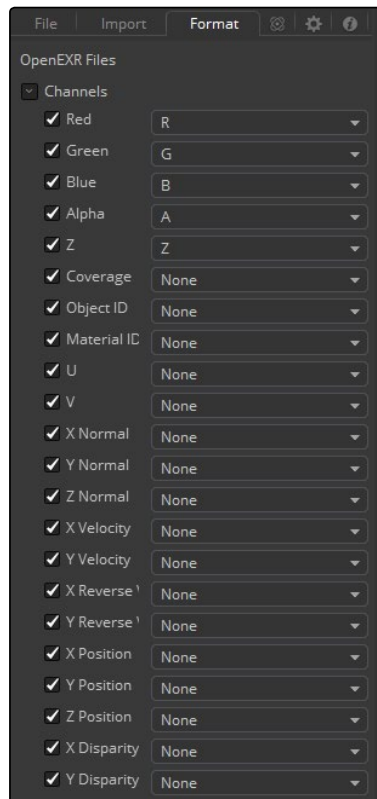 File Import Format
OpenEXR Files
Channels
Red R
Green G
Blue B
Alpha A
Z Z
Coverage None
Object ID None
Material ID None
U None
V None
X Normal None
Y Normal None
Z Normal None
X Velocity None
Y Velocity None
X Reverse None
Y Reverse None
X Position None
Y Position None
Z Position None
X Disparity None
Y Disparity None